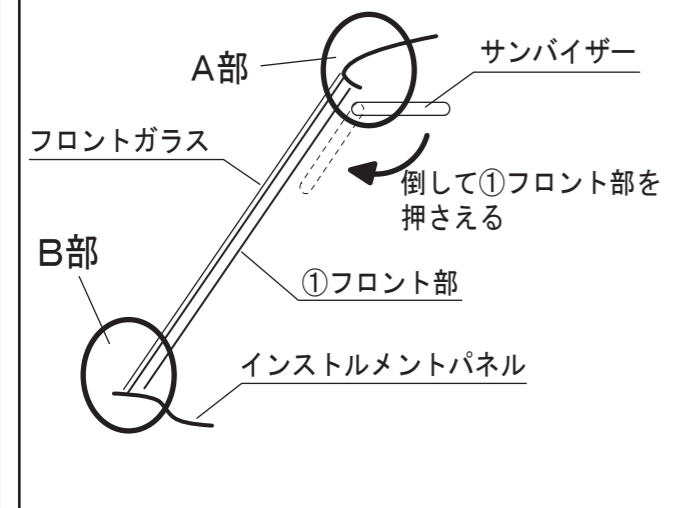 A部
サンバイザー
フロントガラス
倒して①フロント部を
押さえる
B部
①フロント部
インストルメントパネル